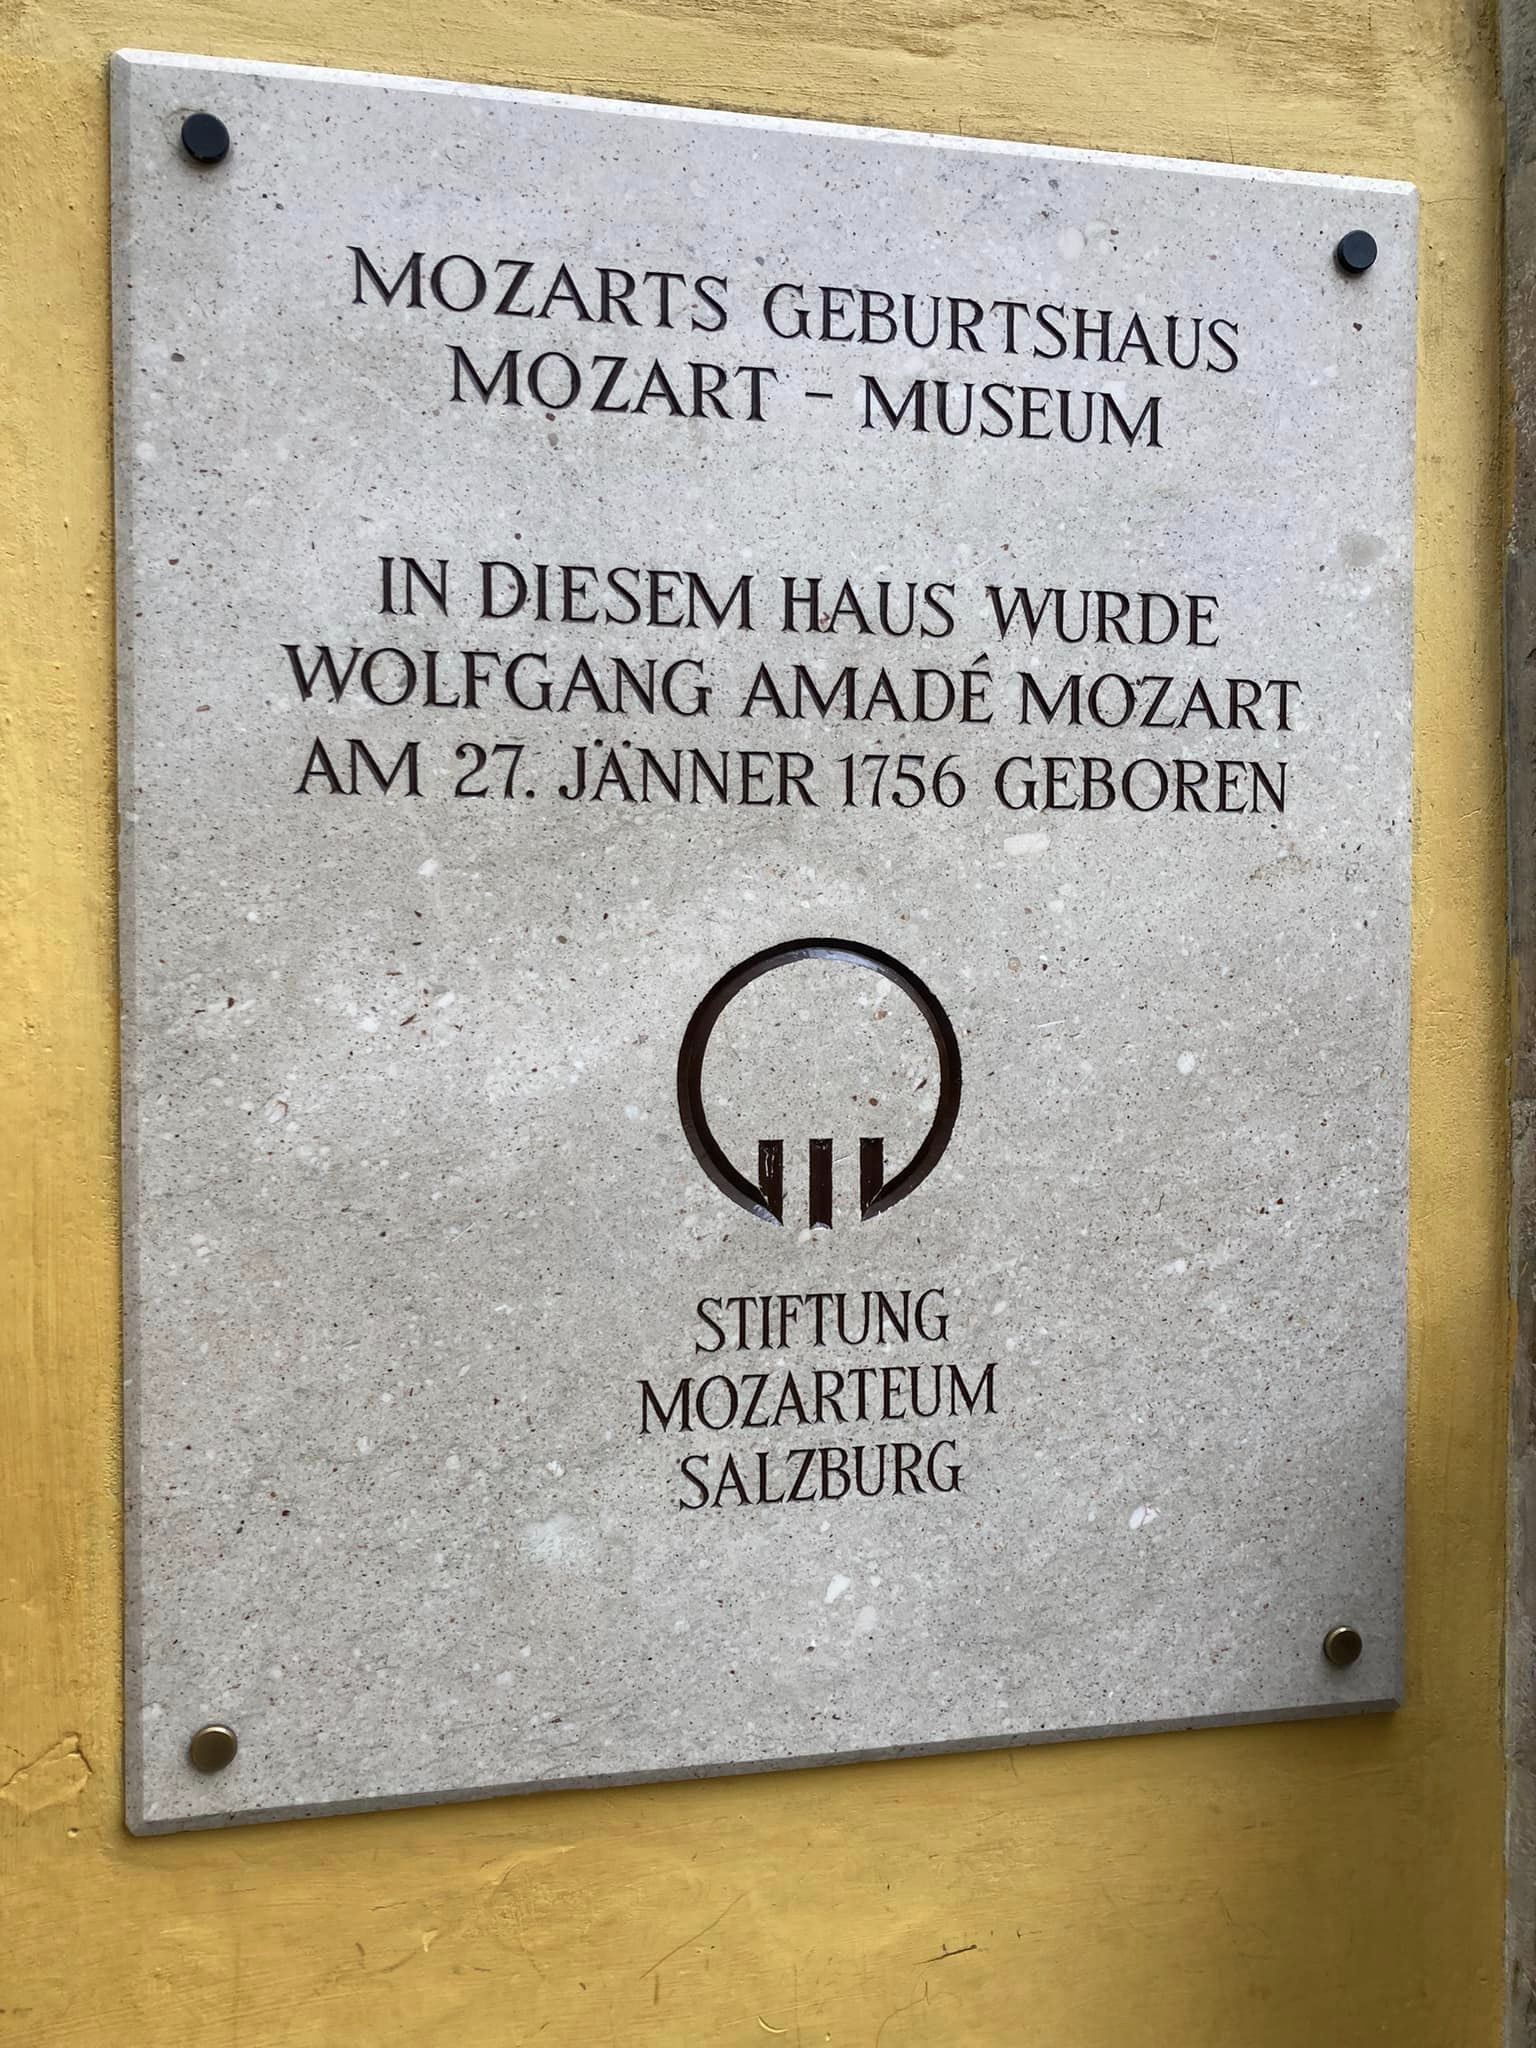 MOZARTS GEBURTSHAUS
MOZART - MUSEUM
IN DIESEM HAUS WURDE
WOLFGANG AMADÉ MOZART
AM 27. JÄNNER 1756 GEBOREN
STIFTUNG
MOZARTEUM
SALZBURG